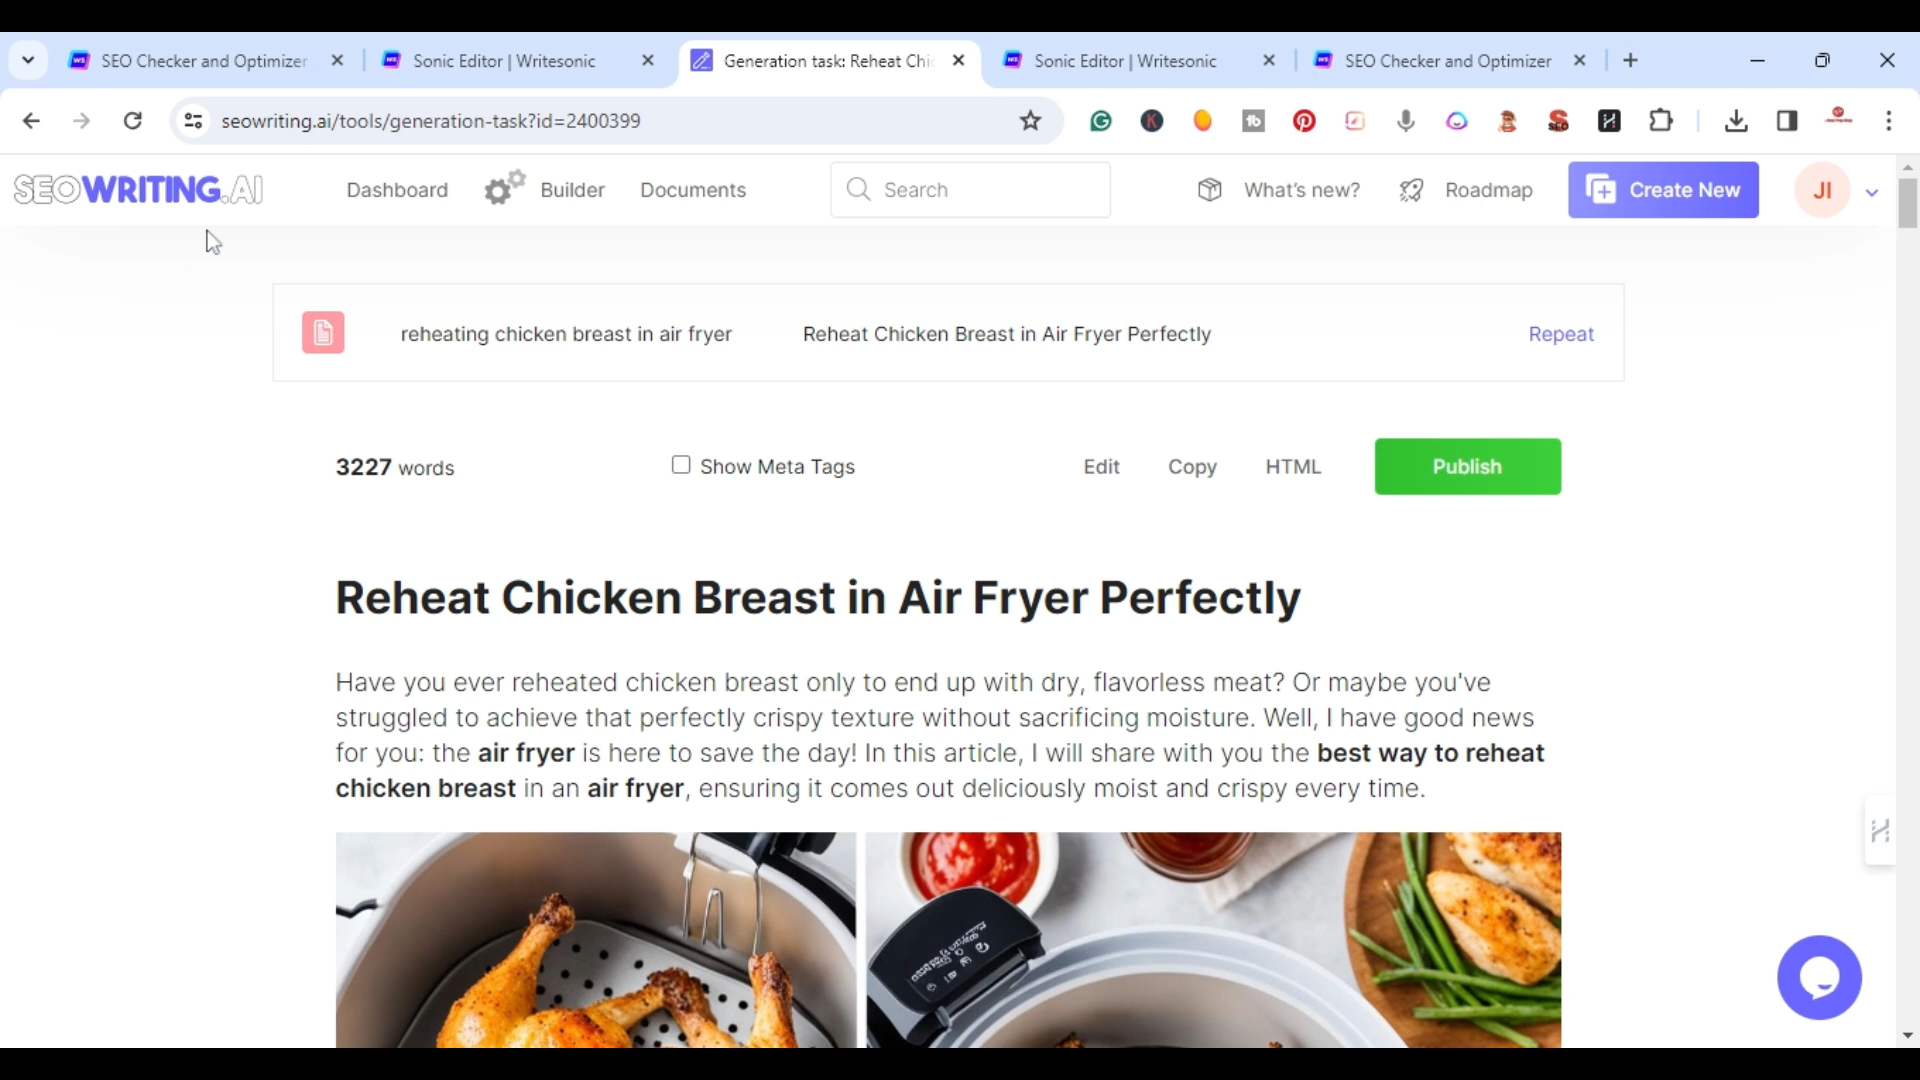 SEO Checker and Optimizer
Sonic Editor | Writesonic
Generation task: Reheat Chi
Sonic Editor | Writesonic
SEO Checker and Optimizer
seowriting.ai/tools/generation-task?id=2400399
SEOWRITING.AI
Dashboard
Builder
Documents
Search
What's new?
Roadmap
Create New
JI
reheating chicken breast in air fryer
Reheat Chicken Breast in Air Fryer Perfectly
Repeat
3227 words
Show Meta Tags
Edit
Copy
HTML
Publish
Reheat Chicken Breast in Air Fryer Perfectly
Have you ever reheated chicken breast only to end up with dry, flavorless meat? Or maybe you've
struggled to achieve that perfectly crispy texture without sacrificing moisture. Well, I have good news
for you: the air fryer is here to save the day! In this article, I will share with you the best way to reheat
chicken breast in an air fryer, ensuring it comes out deliciously moist and crispy every time.